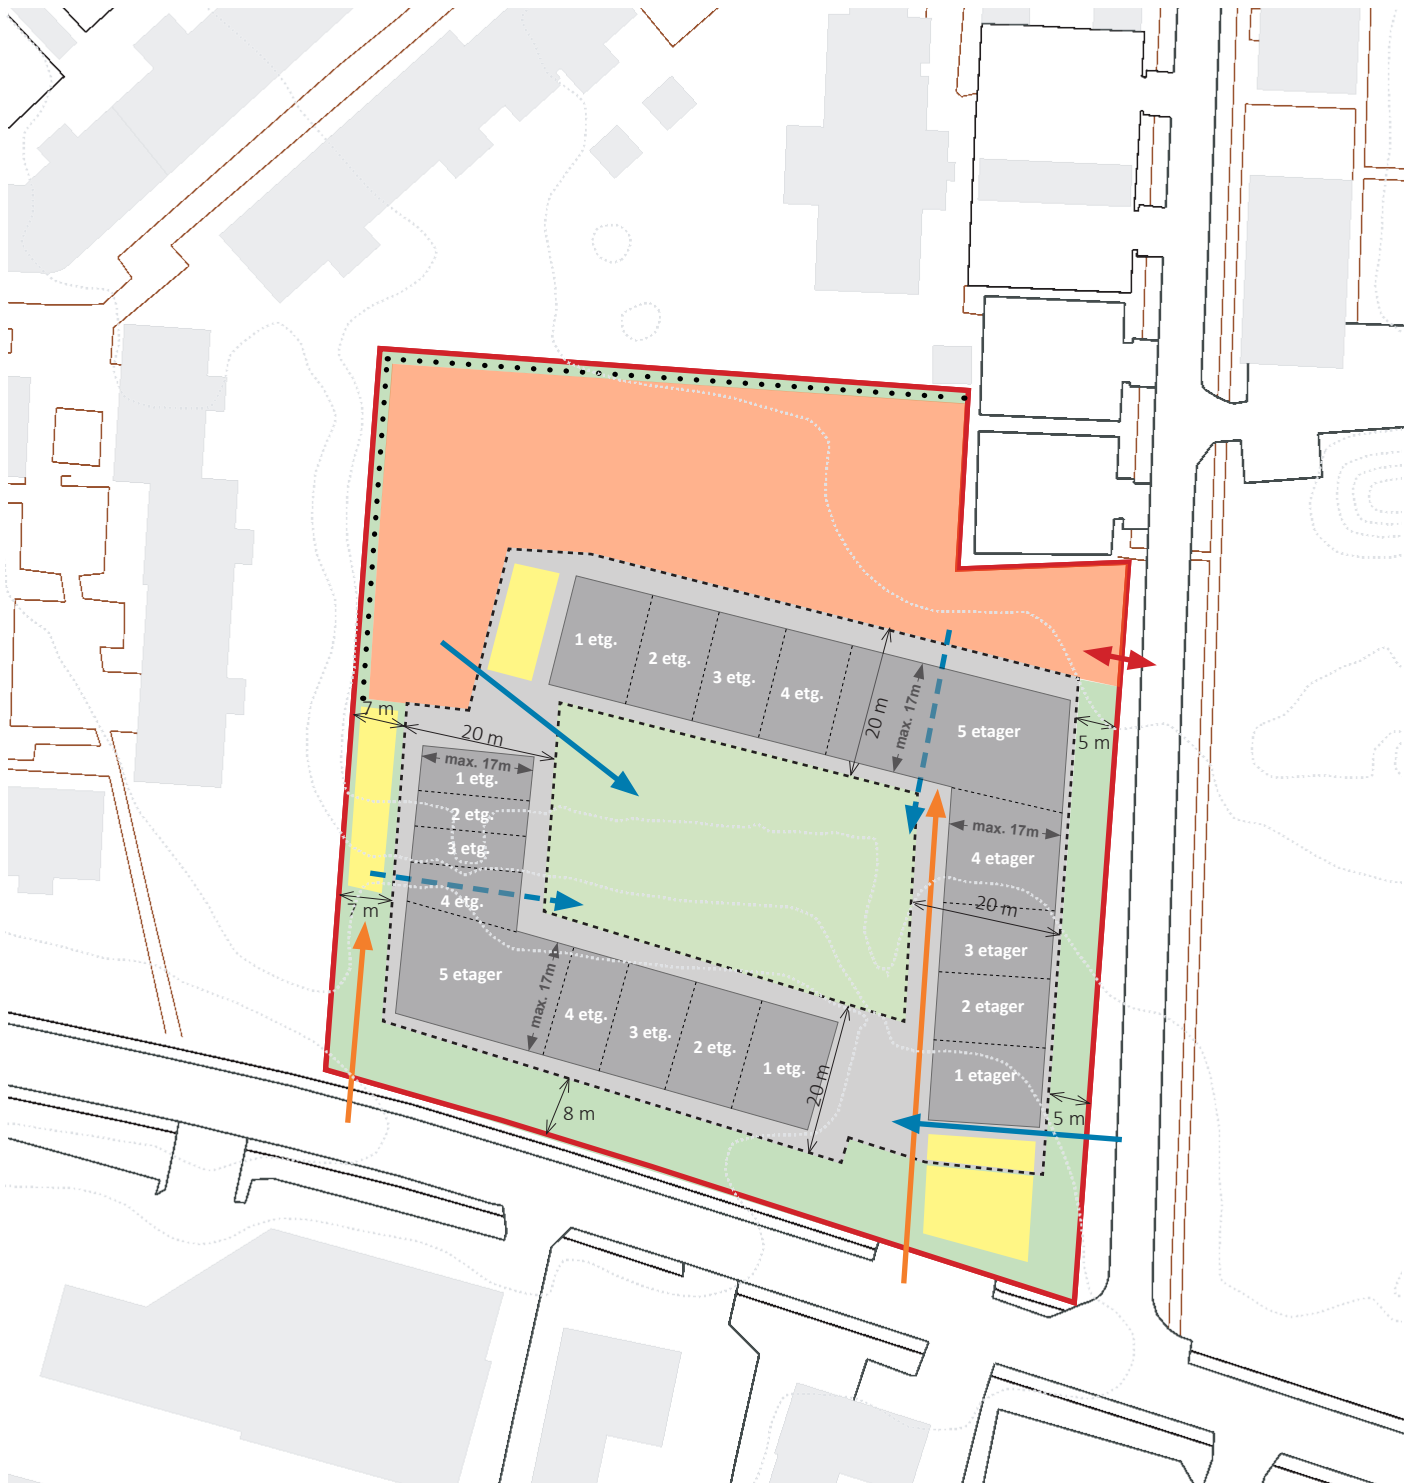 1 etg.
2 etg.
3 etg.
4 etg.
20 m
max. 17m
5 etager
5 m
7 m
20 m
max. 17m
1 etg.
2 etg.
3 etg.
4 etg.
7 m
5 etager
max. 17m
4 etg.
3 etg.
2 etg.
1 etg.
20 m
8 m
max. 17m
4 etager
20 m
3 etager
2 etager
1 etager
5 m